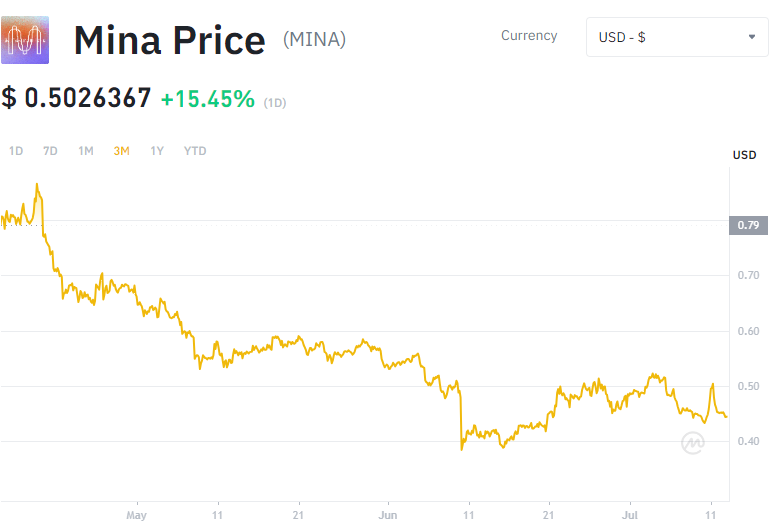 Mina Price (MINA)
Currency
USD - $
$ 0.5026367 +15.45% (1D)
1D 7D 1M 3M 1Y YTD
USD
0.79
0.70
0.60
0.50
0.40
May 11 21 Jun 11 21 Jul 11